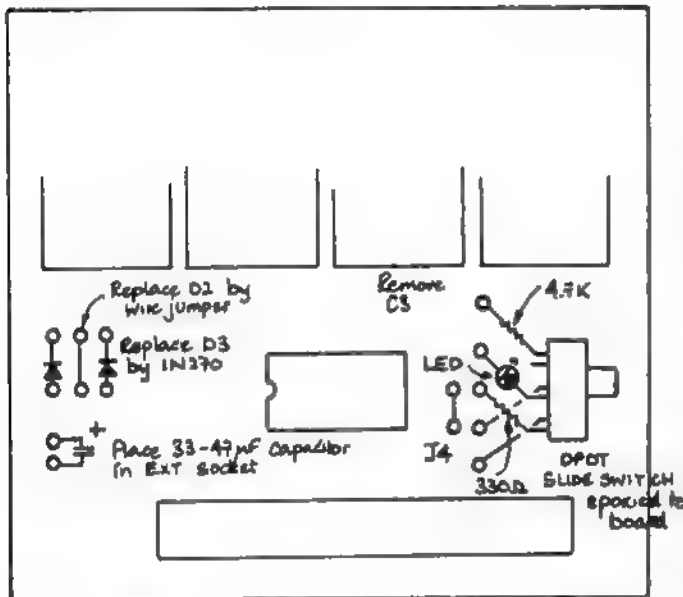 Replace D2 by
wire jumper
Replace D3
by 1N270
Remove
C3
4.7K
LED
+
Place 33-47µF Capacitor
in EXT socket
J4
330Ω
DPDT
SLIDE SWITCH
epoxied to
board